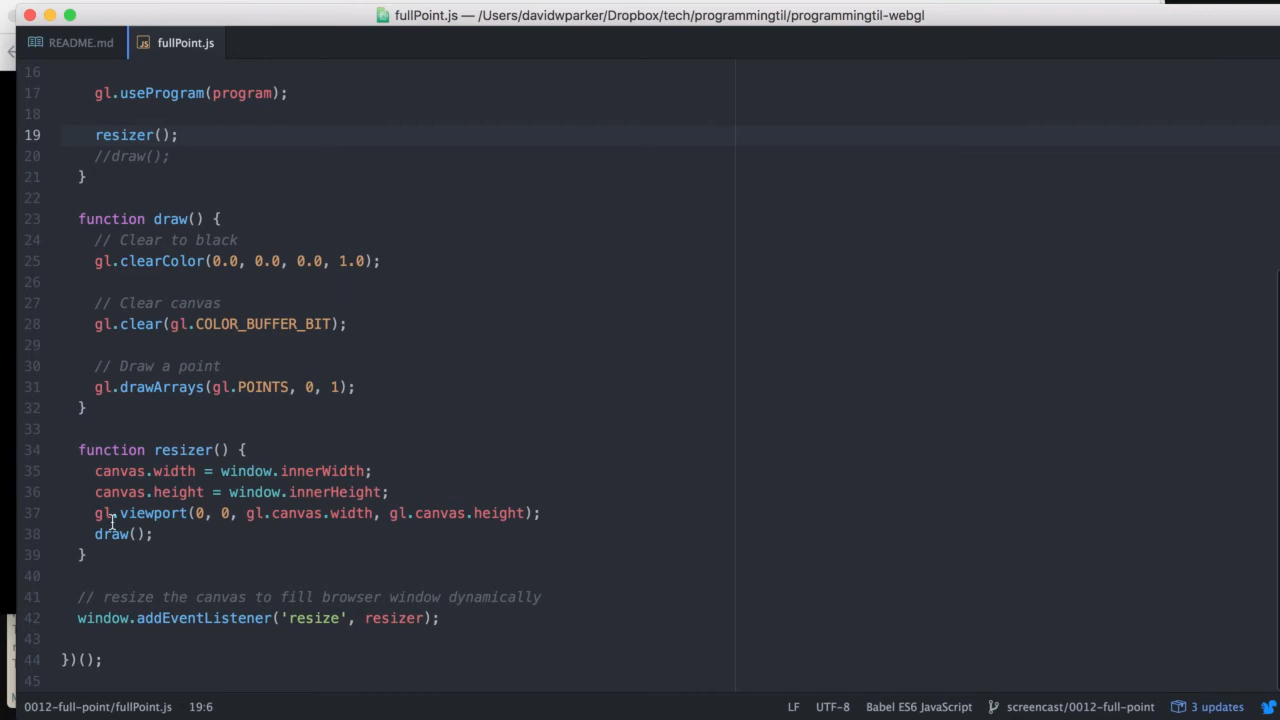 fullPoint.js — /Users/davidwparker/Dropbox/tech/programmingtil/programmingtil-webgl
README.md
JS fullPoint.js
16
17 gl.useProgram(program);
18
19 resizer();
20 //draw();
21 }
22
23 function draw() {
24 // Clear to black
25 gl.clearColor(0.0, 0.0, 0.0, 1.0);
26
27 // Clear canvas
28 gl.clear(gl.COLOR_BUFFER_BIT);
29
30 // Draw a point
31 gl.drawArrays(gl.POINTS, 0, 1);
32 }
33
34 function resizer() {
35 canvas.width = window.innerWidth;
36 canvas.height = window.innerHeight;
37 gl.viewport(0, 0, gl.canvas.width, gl.canvas.height);
38 draw();
39 }
40
41 // resize the canvas to fill browser window dynamically
42 window.addEventListener('resize', resizer);
43
44 })();
45
0012-full-point/fullPoint.js 19:6 LF UTF-8 Babel ES6 JavaScript screencast/0012-full-point 3 updates